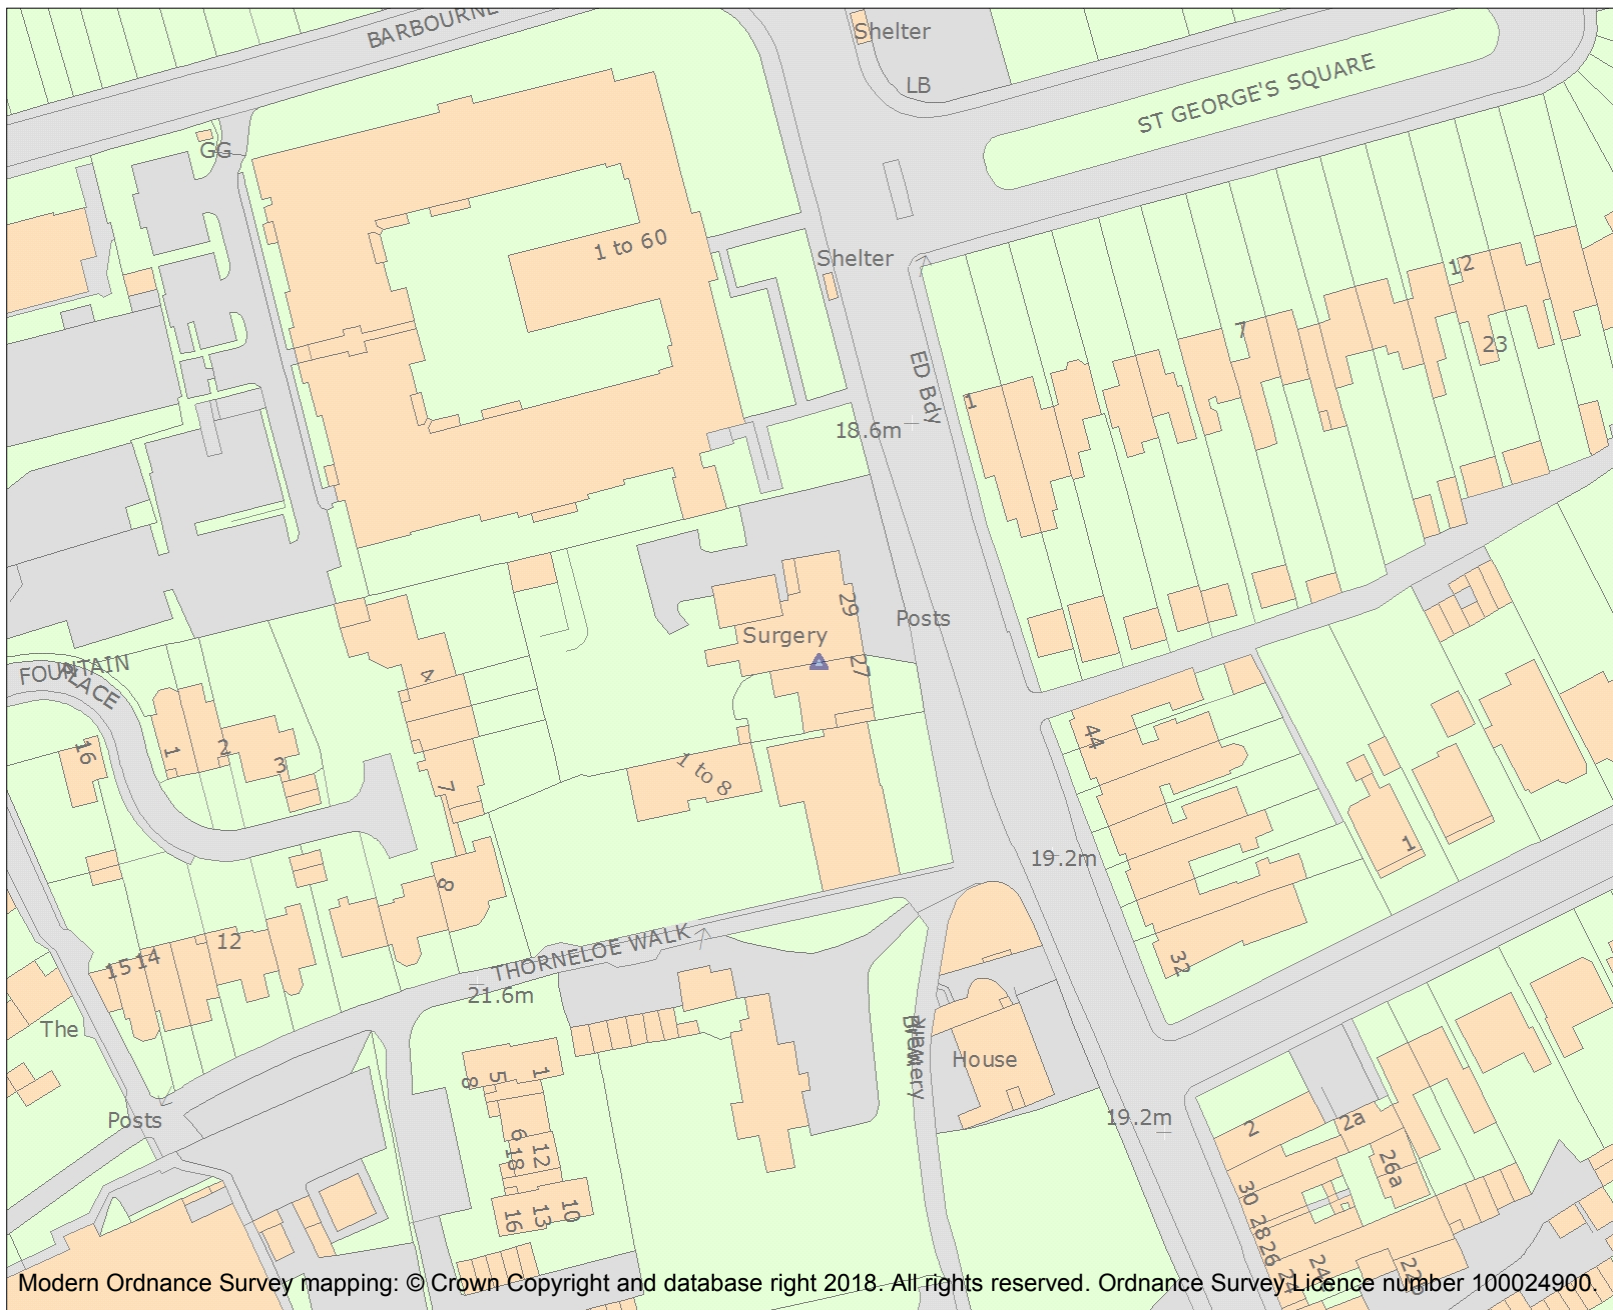 BARBOURNE
Shelter
LB
ST GEORGE'S SQUARE
GG
1 to 60
Shelter
12
7
23
ED Bdy
1
18.6m
29
Posts
Surgery
27
4
FOUNTAIN
PLACE
1
2
3
16
7
1 to 8
44
1
19.2m
8
12
15
14
32
THORNELOE WALK
21.6m
The
House
Brewery
8
5
1
Posts
19.2m
2
2a
6
18
12
26a
30
28
26
16
13
10
24
Modern Ordnance Survey mapping: © Crown Copyright and database right 2018. All rights reserved. Ordnance Survey Licence number 100024900.